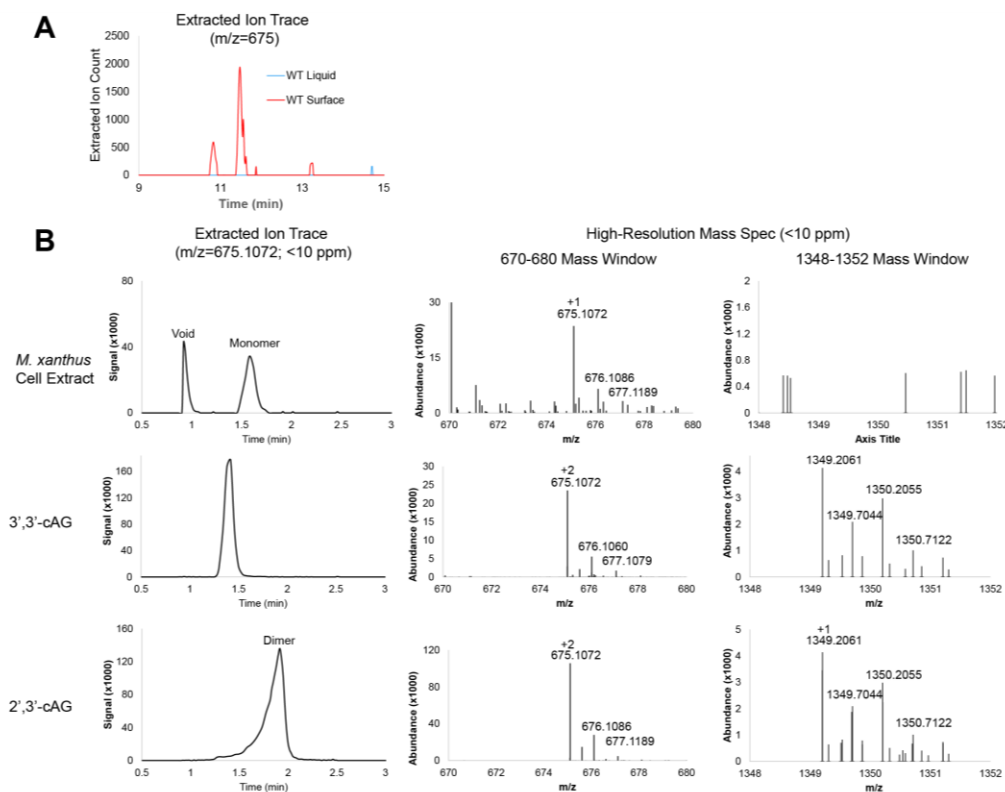 A
Extracted Ion Trace
(m/z=675)
Extracted Ion Count
2500
2000
1500
1000
500
0
WT Liquid
WT Surface
9 11 13 15
Time (min)
B
Extracted Ion Trace
(m/z=675.1072; <10 ppm)
High-Resolution Mass Spec (<10 ppm)
670-680 Mass Window
1348-1352 Mass Window
M. xanthus
Cell Extract
Signal (x1000)
80
40
0
Void
Monomer
0.5 1 1.5 2 2.5 3
Time (min)
Abundance (x1000)
30
15
0
+1
675.1072
676.1086
677.1189
670 672 674 676 678 680
m/z
Abundance (x1000)
2
1.6
1.2
0.8
0.4
0
1348 1349 1350 1351 1352
Axis Title
3',3'-cAG
Signal (x1000)
160
120
80
40
0
0.5 1 1.5 2 2.5 3
Time (min)
Abundance (x1000)
30
25
20
15
10
5
0
+2
675.1072
676.1060
677.1079
670 672 674 676 678 680
m/z
Abundance (x1000)
4
3
2
1
0
1349.2061
1349.7044
1350.2055
1350.7122
1348 1349 1350 1351 1352
m/z
2',3'-cAG
Signal (x1000)
160
120
80
40
0
Dimer
0.5 1 1.5 2 2.5 3
Time (min)
Abundance (x1000)
120
80
40
0
+2
675.1072
676.1086
677.1189
670 672 674 676 678 680
m/z
Abundance (x1000)
5
4
3
2
1
0
+1
1349.2061
1349.7044
1350.2055
1350.7122
1348 1349 1350 1351 1352
m/z